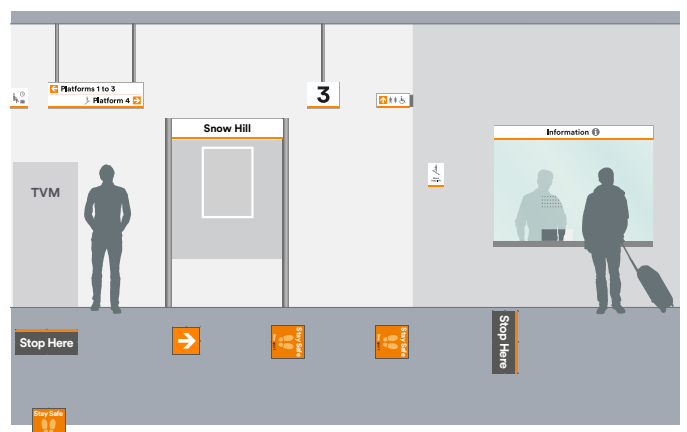 Platforms 1 to 3
Platform 4
3
Snow Hill
Information
TVM
Stop Here
Stay Safe
Stay Safe
Stop Here
Stay Safe